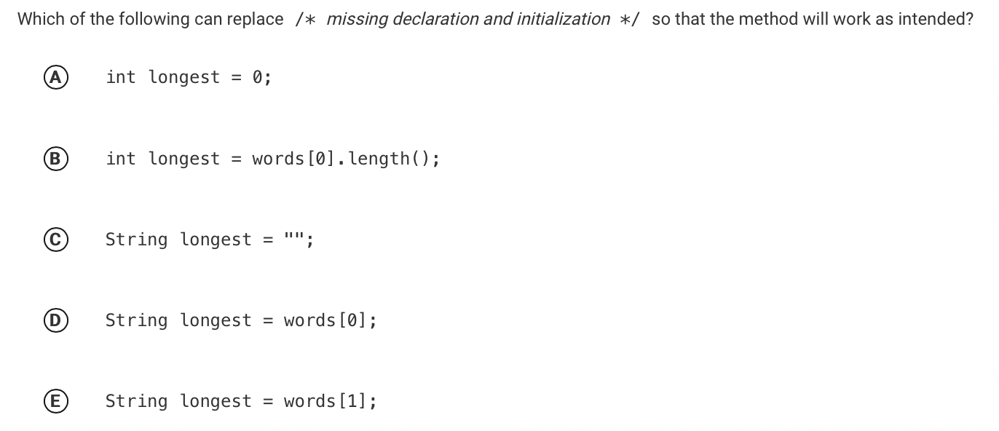 Which of the following can replace /* missing declaration and initialization */ so that the method will work as intended?
A int longest = 0;
B int longest = words[0].length();
C String longest = "";
D String longest = words[0];
E String longest = words[1];